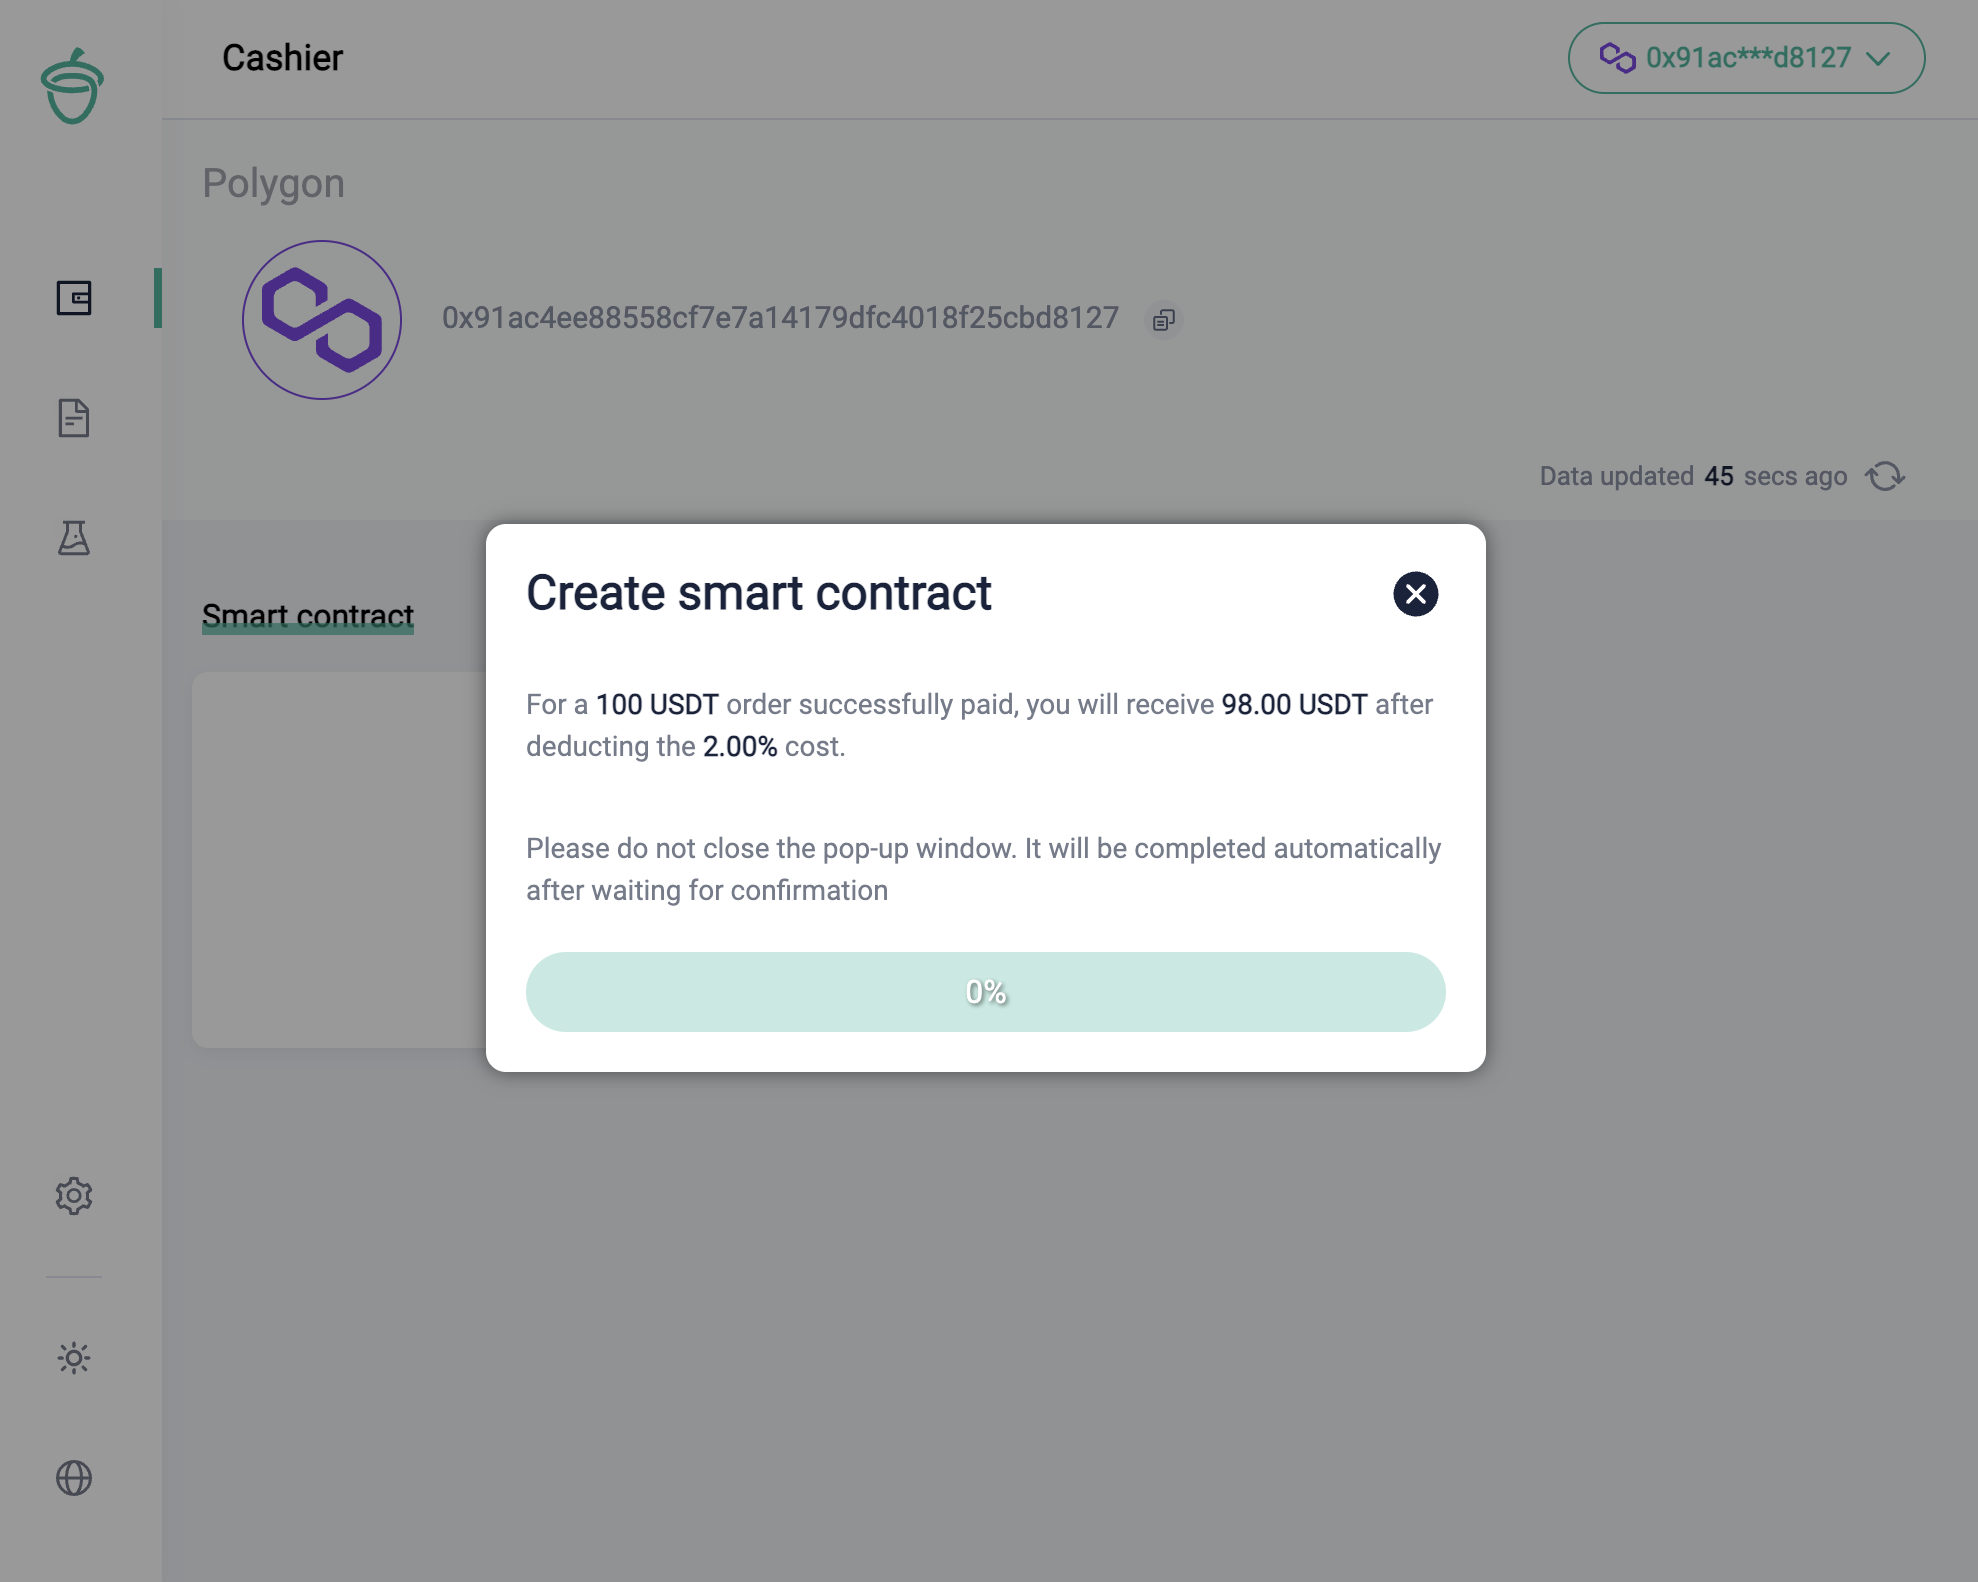 Cashier
0x91ac***d8127
Polygon
0x91ac4ee88558cf7e7a14179dfc4018f25cbd8127
Data updated 45 secs ago
Smart contract
Create smart contract
For a 100 USDT order successfully paid, you will receive 98.00 USDT after
deducting the 2.00% cost.
Please do not close the pop-up window. It will be completed automatically
after waiting for confirmation
0%